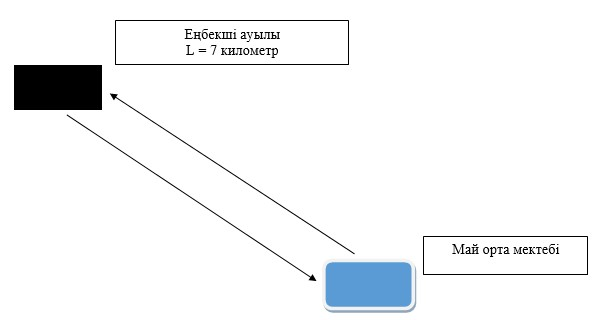 Еңбекші ауылы
L = 7 километр
Май орта мектебі